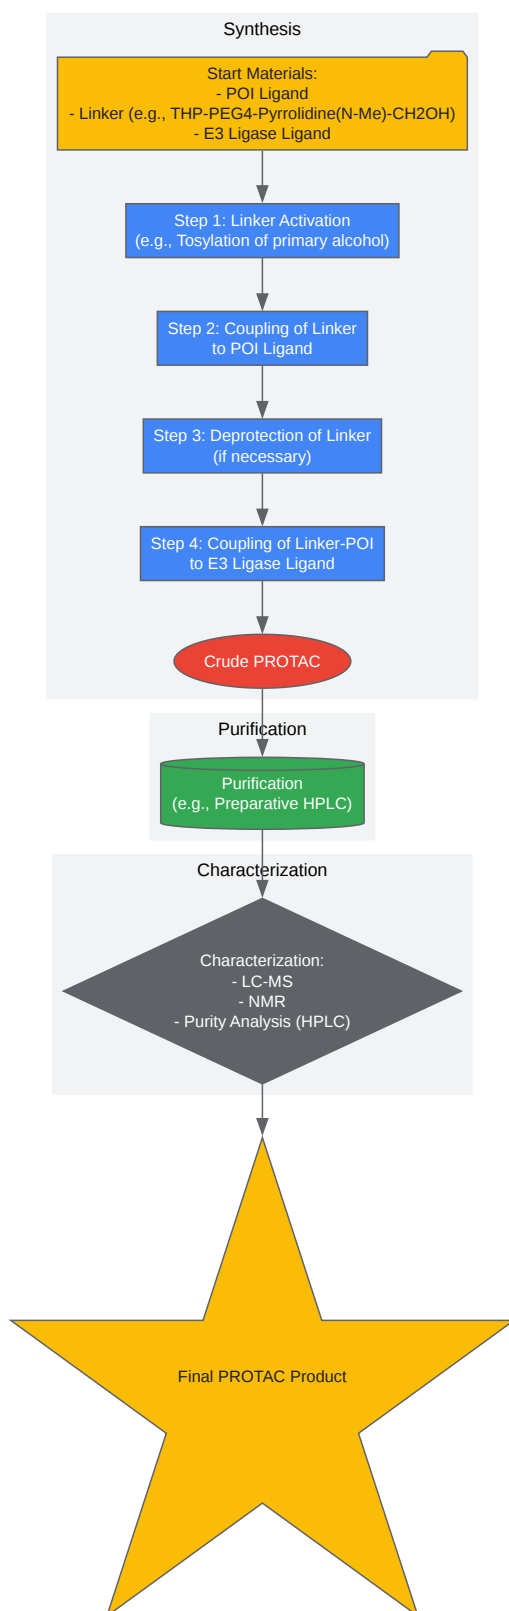 Synthesis
Start Materials:
- POI Ligand
- Linker (e.g., THP-PEG4-Pyrrolidine(N-Me)-CH2OH)
- E3 Ligase Ligand
Step 1: Linker Activation
(e.g., Tosylation of primary alcohol)
Step 2: Coupling of Linker
to POI Ligand
Step 3: Deprotection of Linker
(if necessary)
Step 4: Coupling of Linker-POI
to E3 Ligase Ligand
Crude PROTAC
Purification
Purification
(e.g., Preparative HPLC)
Characterization
Characterization:
- LC-MS
- NMR
- Purity Analysis (HPLC)
Final PROTAC Product